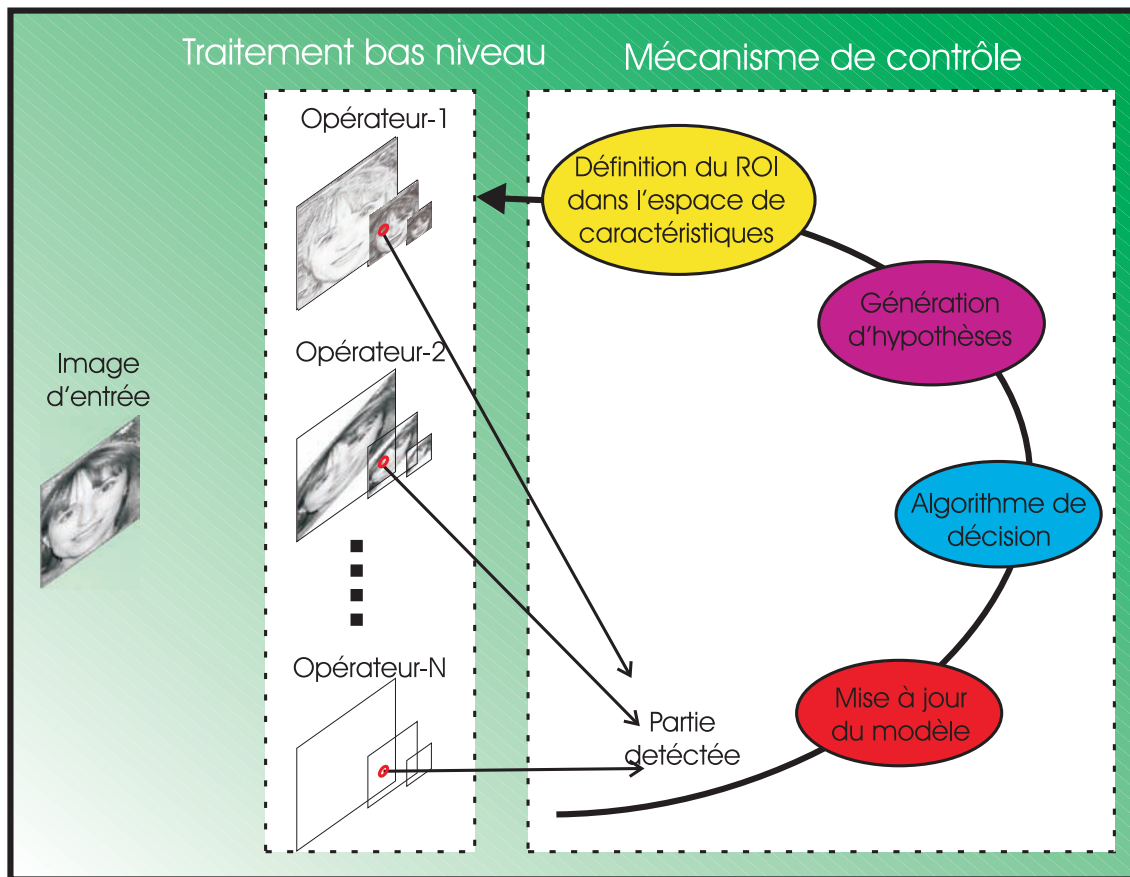 Traitement bas niveau
Mécanisme de contrôle
Image
d'entrée
Opérateur-1
Opérateur-2
Opérateur-N
Définition du ROI
dans l'espace de
caractéristiques
Génération
d'hypothèses
Algorithme de
décision
Mise à jour
du modèle
Partie
detéctée